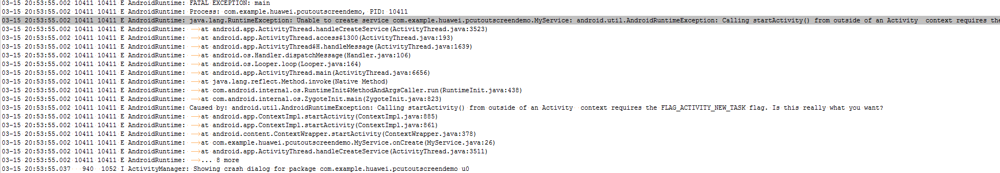 03-15 20:53:55.002 10411 10411 E AndroidRuntime: FATAL EXCEPTION: main
03-15 20:53:55.002 10411 10411 E AndroidRuntime: Process: com.example.huawei.pcutoutscreendemo, PID: 10411
03-15 20:53:55.002 10411 10411 E AndroidRuntime: java.lang.RuntimeException: Unable to create service com.example.huawei.pcutoutscreendemo.MyService: android.util.AndroidRuntimeException: Calling startActivity() from outside of an Activity  context requires the
03-15 20:53:55.002 10411 10411 E AndroidRuntime: →at android.app.ActivityThread.handleCreateService(ActivityThread.java:3523)
03-15 20:53:55.002 10411 10411 E AndroidRuntime: →at android.app.ActivityThread.access$1300(ActivityThread.java:193)
03-15 20:53:55.002 10411 10411 E AndroidRuntime: →at android.app.ActivityThread$H.handleMessage(ActivityThread.java:1639)
03-15 20:53:55.002 10411 10411 E AndroidRuntime: →at android.os.Handler.dispatchMessage(Handler.java:106)
03-15 20:53:55.002 10411 10411 E AndroidRuntime: →at android.os.Looper.loop(Looper.java:164)
03-15 20:53:55.002 10411 10411 E AndroidRuntime: →at android.app.ActivityThread.main(ActivityThread.java:6656)
03-15 20:53:55.002 10411 10411 E AndroidRuntime: →at java.lang.reflect.Method.invoke(Native Method)
03-15 20:53:55.002 10411 10411 E AndroidRuntime: →at com.android.internal.os.RuntimeInit$MethodAndArgsCaller.run(RuntimeInit.java:438)
03-15 20:53:55.002 10411 10411 E AndroidRuntime: →at com.android.internal.os.ZygoteInit.main(ZygoteInit.java:823)
03-15 20:53:55.002 10411 10411 E AndroidRuntime: Caused by: android.util.AndroidRuntimeException: Calling startActivity() from outside of an Activity  context requires the FLAG_ACTIVITY_NEW_TASK flag. Is this really what you want?
03-15 20:53:55.002 10411 10411 E AndroidRuntime: →at android.app.ContextImpl.startActivity(ContextImpl.java:885)
03-15 20:53:55.002 10411 10411 E AndroidRuntime: →at android.app.ContextImpl.startActivity(ContextImpl.java:861)
03-15 20:53:55.002 10411 10411 E AndroidRuntime: →at android.content.ContextWrapper.startActivity(ContextWrapper.java:378)
03-15 20:53:55.002 10411 10411 E AndroidRuntime: →at com.example.huawei.pcutoutscreendemo.MyService.onCreate(MyService.java:26)
03-15 20:53:55.002 10411 10411 E AndroidRuntime: →at android.app.ActivityThread.handleCreateService(ActivityThread.java:3511)
03-15 20:53:55.002 10411 10411 E AndroidRuntime: →... 8 more
03-15 20:53:55.037   940  1052 I ActivityManager: Showing crash dialog for package com.example.huawei.pcutoutscreendemo u0